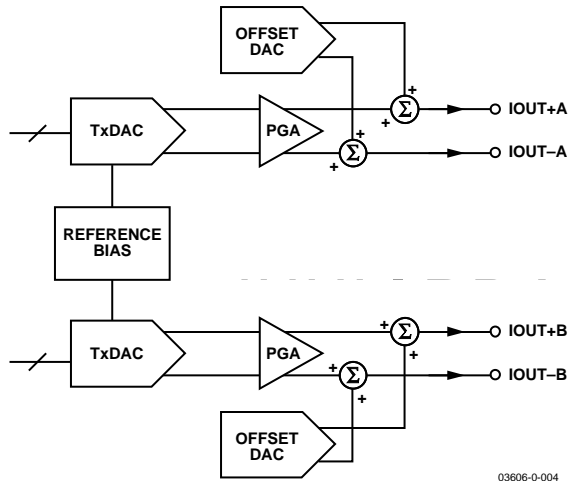 OFFSET
DAC
+
+
Σ
IOUT+A
TxDAC
PGA
+
+
Σ
IOUT–A
REFERENCE
BIAS
+
Σ
IOUT+B
+
TxDAC
PGA
+
Σ
IOUT–B
+
OFFSET
DAC
03606-0-004